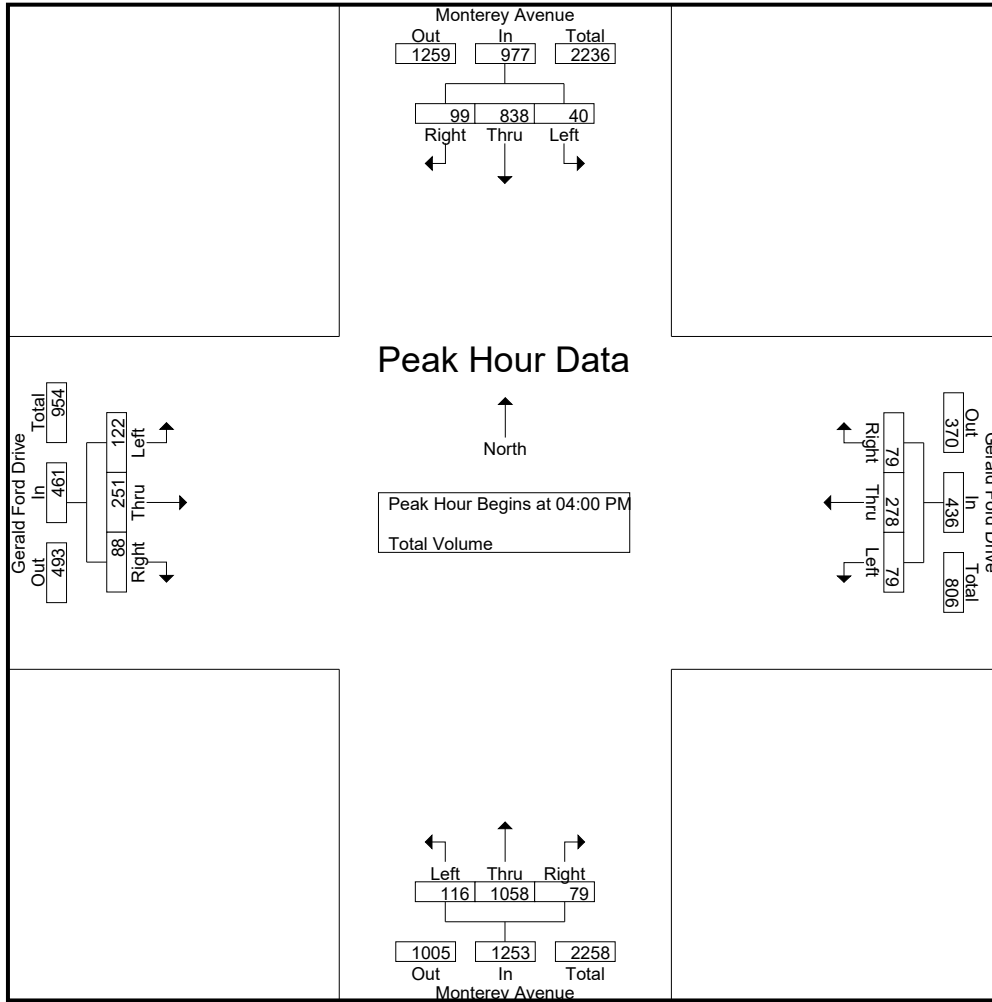 Monterey Avenue
Out In Total
1259 977 2236
99 838 40
Right Thru Left
Peak Hour Data
North
Peak Hour Begins at 04:00 PM
Total Volume
Gerald Ford Drive
Total In Out
954 461 493
122 251 88
Left Thru Right
Right Thru Left
79 278 79
Out In Total
370 436 806
Gerald Ford Drive
Left Thru Right
116 1058 79
1005 1253 2258
Out In Total
Monterey Avenue